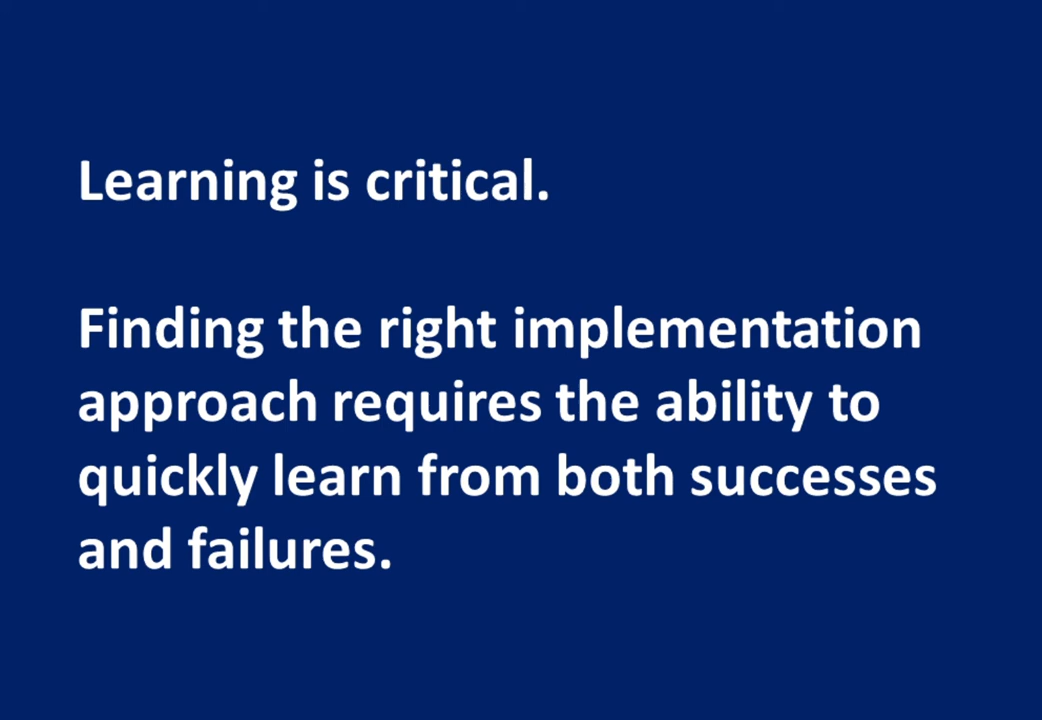 Learning is critical.
Finding the right implementation
approach requires the ability to
quickly learn from both successes
and failures.